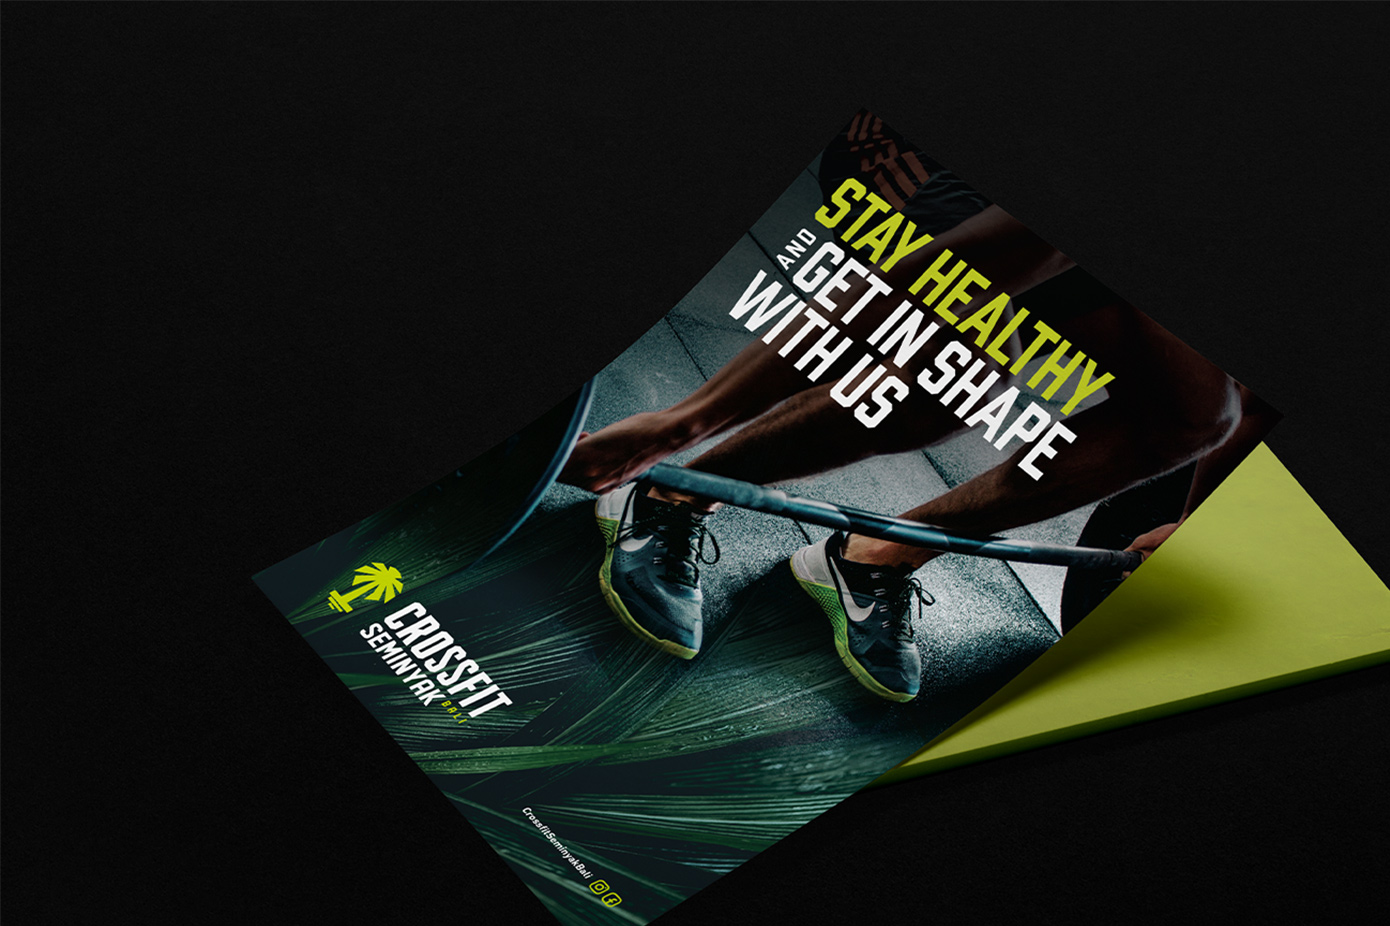 STAY HEALTHY
AND GET IN SHAPE
WITH US
CROSSFIT
SEMINYAK BALI
CrossfitSeminyakBali